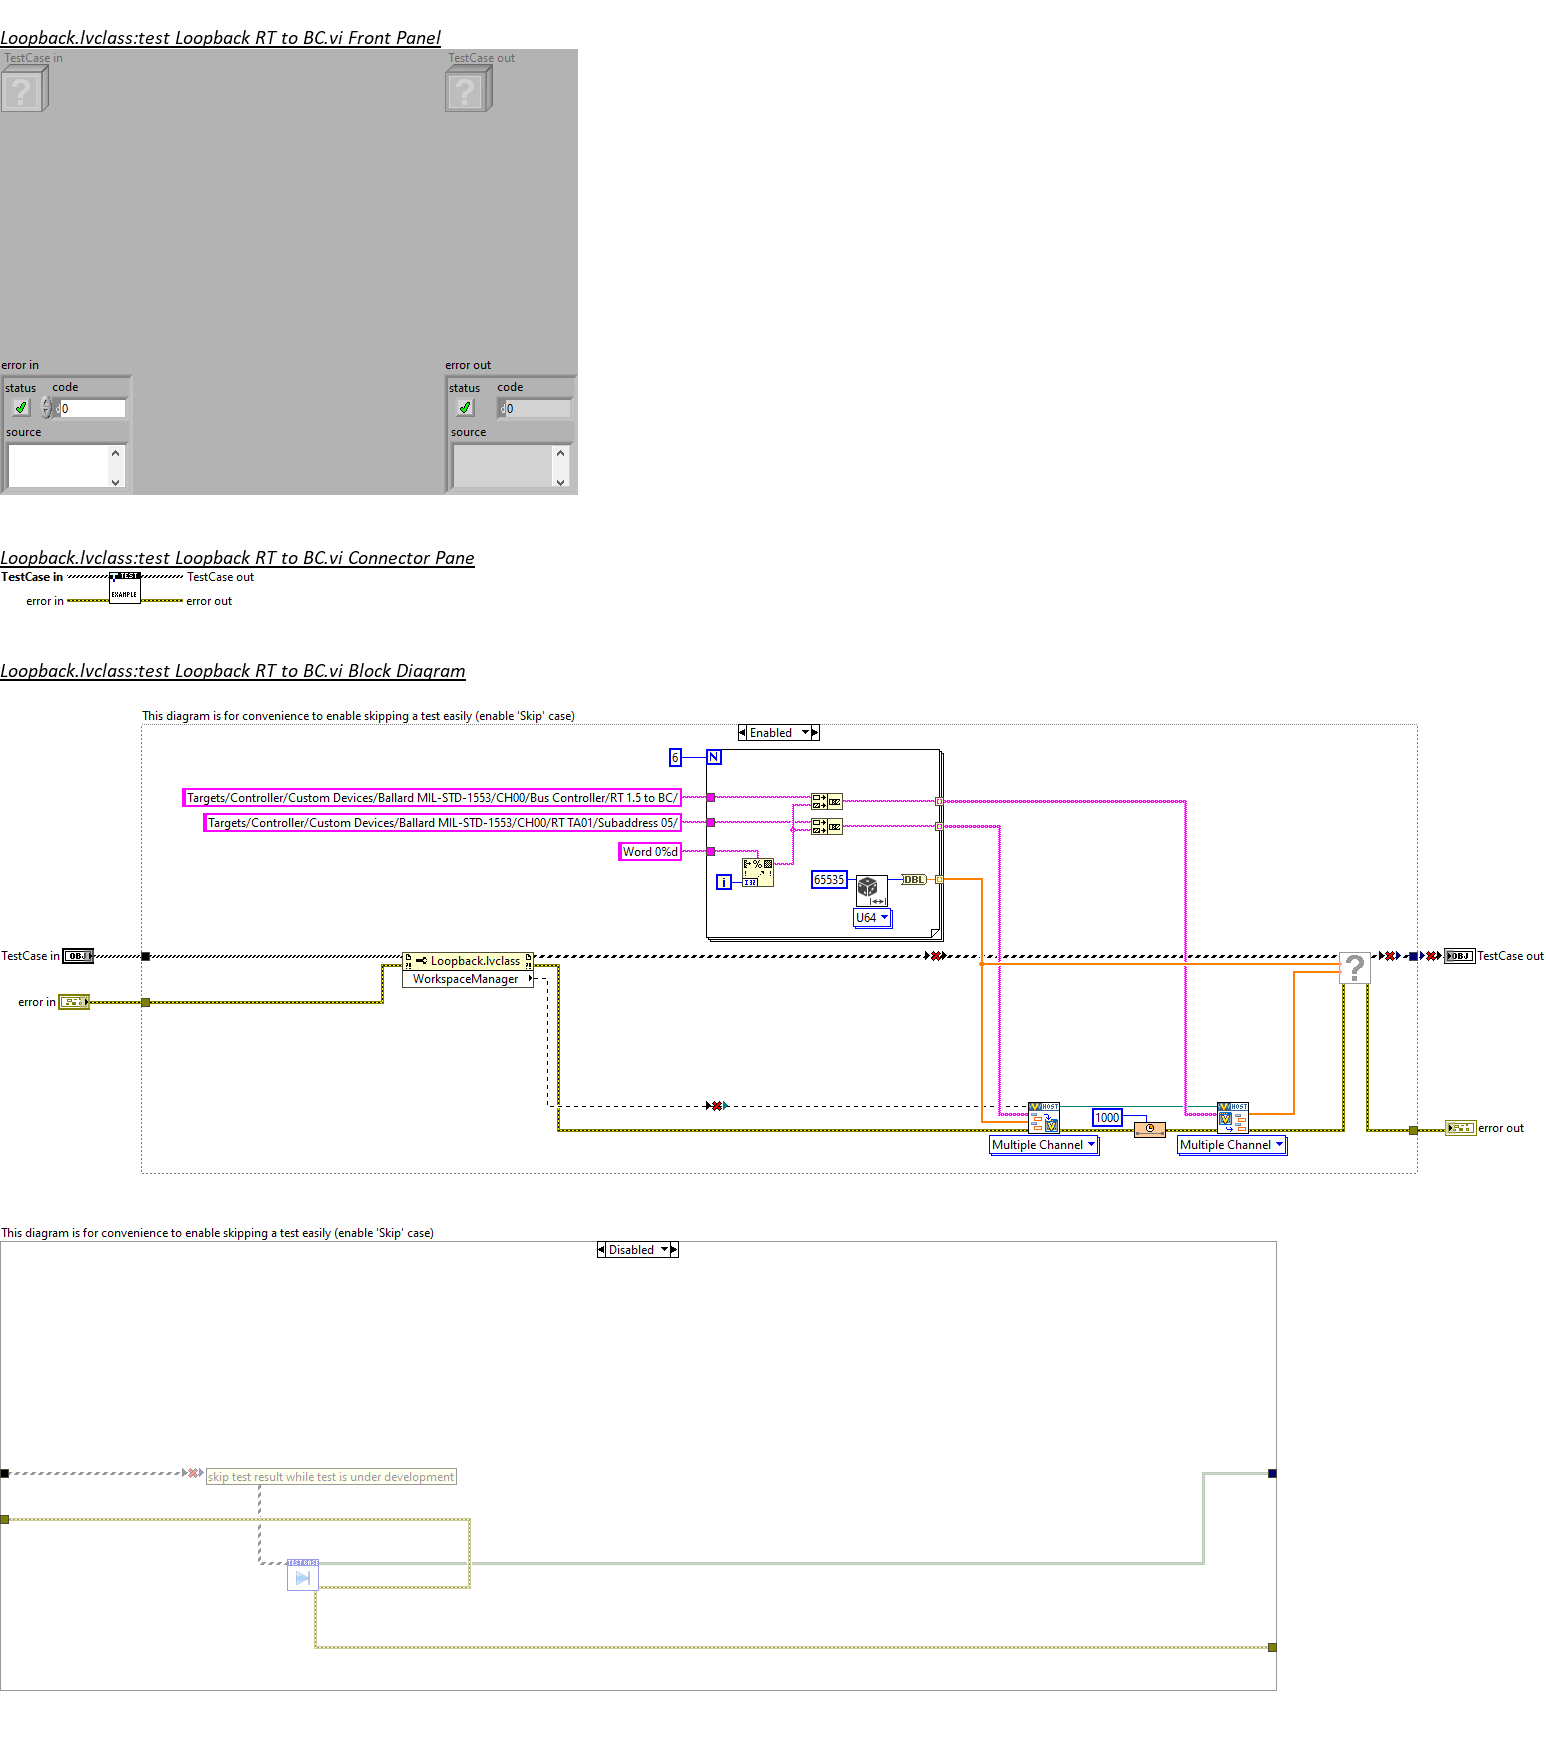 Loopback.lvclass:test Loopback RT to BC.vi Front Panel
TestCase in
TestCase out
?
?
error in
error out
status code
status code
d0
d0
source
source
Loopback.lvclass:test Loopback RT to BC.vi Connector Pane
TestCase in
TEST
TestCase out
EXAMPLE
error in
error out
Loopback.lvclass:test Loopback RT to BC.vi Block Diagram
This diagram is for convenience to enable skipping a test easily (enable 'Skip' case)
Enabled
6
N
Targets/Controller/Custom Devices/Ballard MIL-STD-1553/CH00/Bus Controller/RT 1.5 to BC/
Targets/Controller/Custom Devices/Ballard MIL-STD-1553/CH00/RT TA01/Subaddress 05/
Word 0%d
%
i
I32
65535
DBL
U64
TestCase in
OBJ
Loopback.lvclass
WorkspaceManager
?
OBJ
TestCase out
error in
HOST
1000
HOST
error out
Multiple Channel
Multiple Channel
This diagram is for convenience to enable skipping a test easily (enable 'Skip' case)
Disabled
skip test result while test is under development
TEST CASE